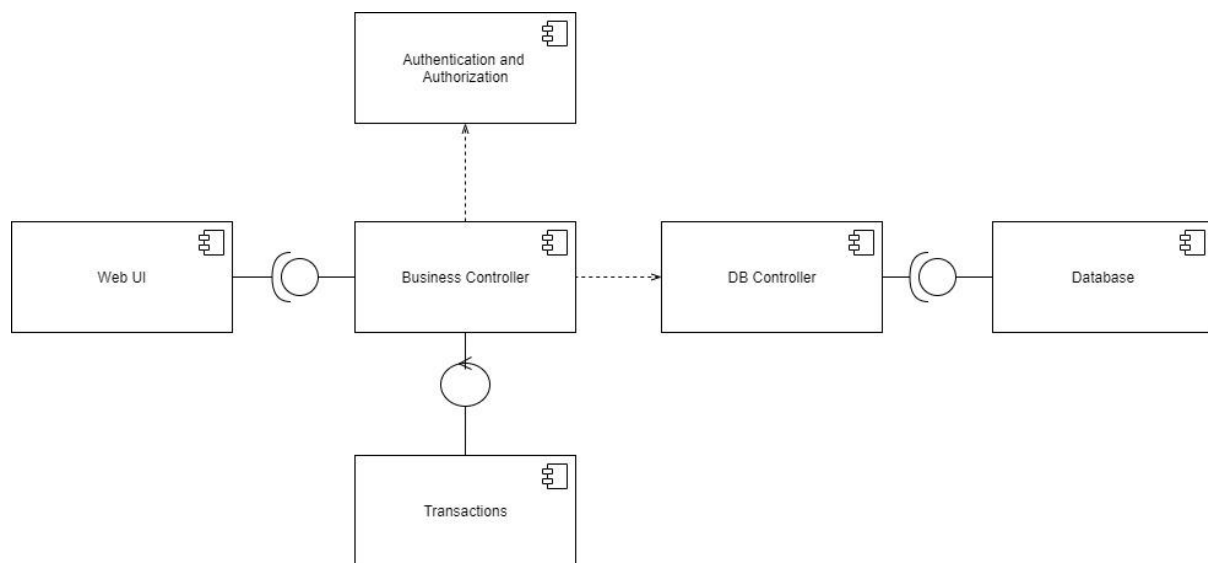 Authentication and
Authorization
Web UI
Business Controller
DB Controller
Database
Transactions